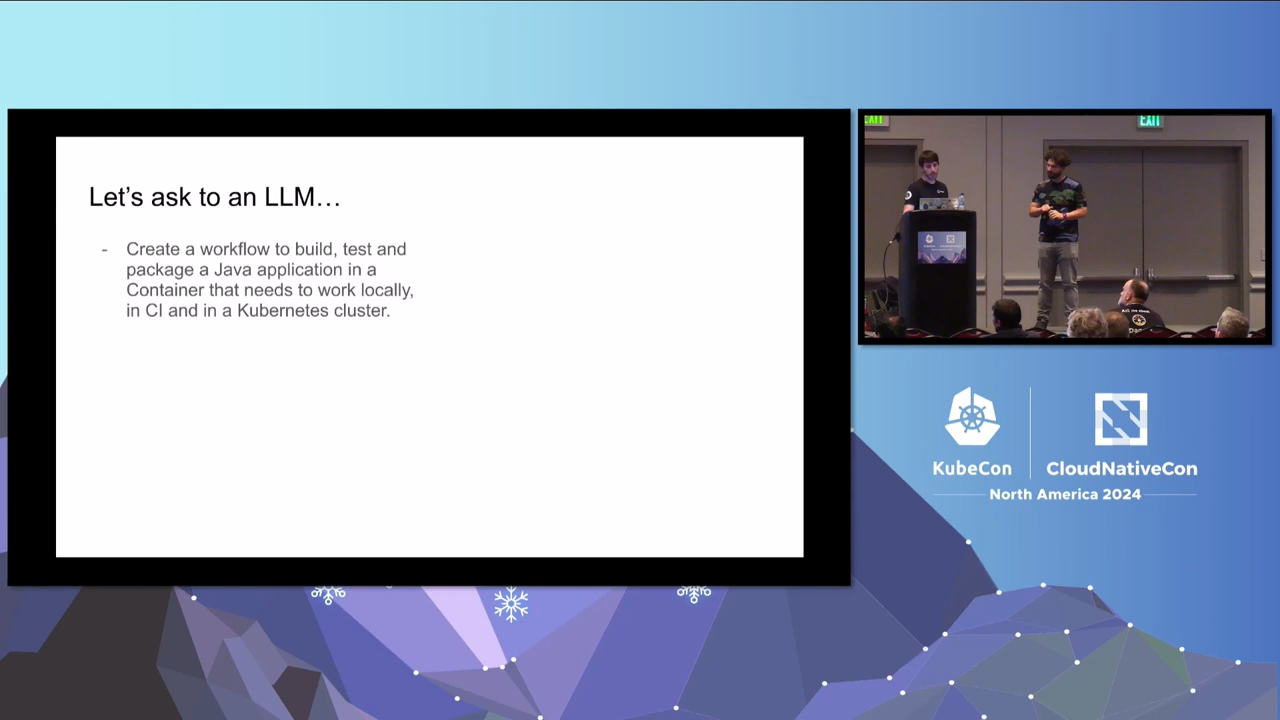 Let's ask to an LLM…
- Create a workflow to build, test and
package a Java application in a
Container that needs to work locally,
in CI and in a Kubernetes cluster.
EXIT
EXIT
KubeCon
CloudNativeCon
North America 2024